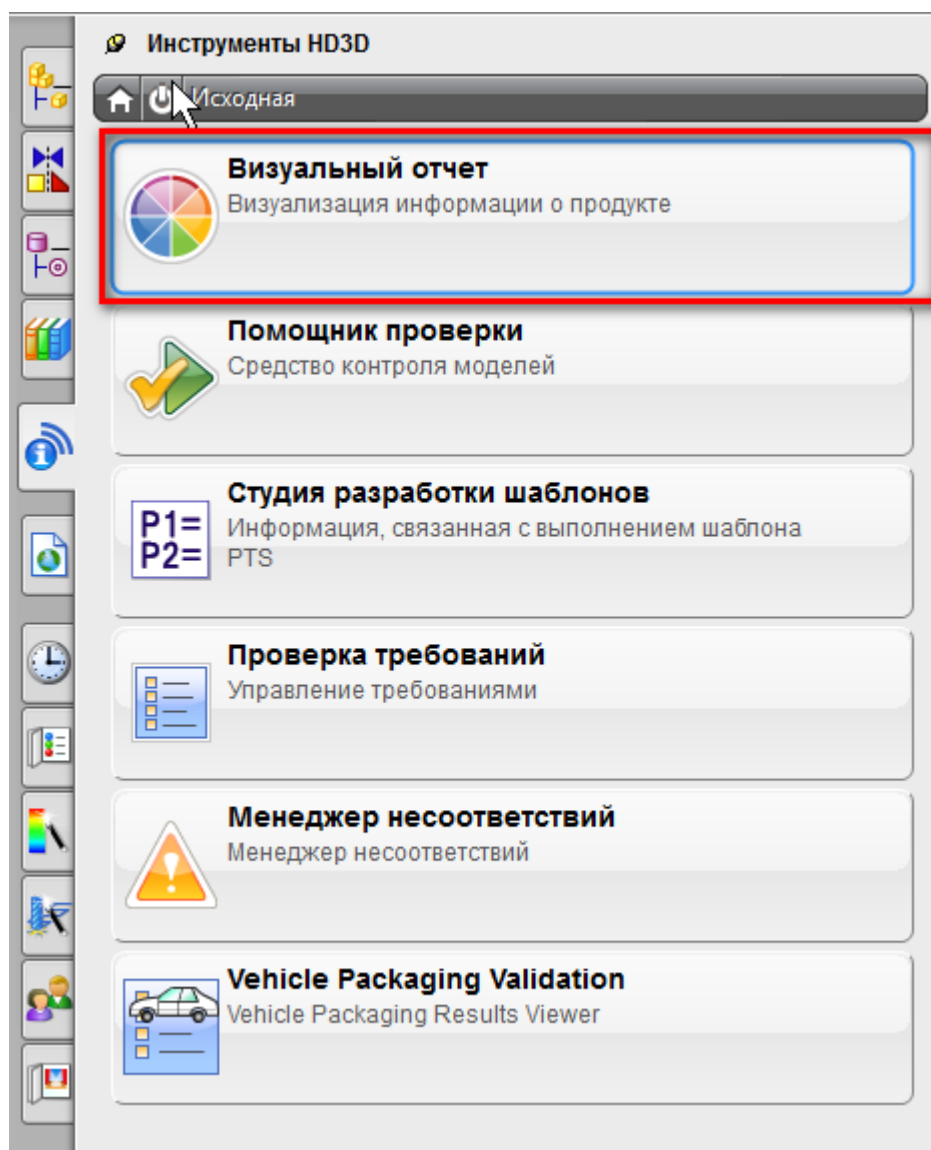 Инструменты HD3D
Исходная
Визуальный отчет
Визуализация информации о продукте
Помощник проверки
Средство контроля моделей
Студия разработки шаблонов
P1=
P2=
Информация, связанная с выполнением шаблона
PTS
Проверка требований
Управление требованиями
Менеджер несоответствий
Менеджер несоответствий
Vehicle Packaging Validation
Vehicle Packaging Results Viewer